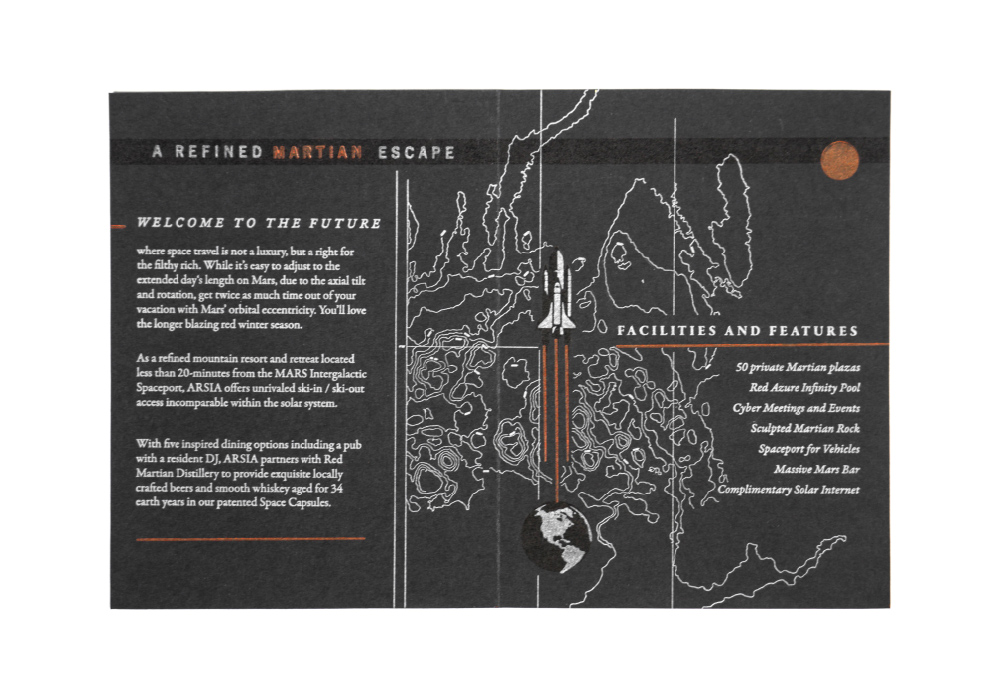 A REFINED MARTIAN ESCAPE
WELCOME TO THE FUTURE
where space travel is not a luxury, but a right for
the filthy rich. While it's easy to adjust to the
extended day's length on Mars, due to the axial tilt
and rotation, get twice as much time out of your
vacation with Mars' orbital eccentricity. You'll love
the longer blazing red winter season.
As a refined mountain resort and retreat located
less than 20-minutes from the MARS Intergalactic
Spaceport, ARSIA offers unrivaled ski-in / ski-out
access incomparable within the solar system.
With five inspired dining options including a pub
with a resident DJ, ARSIA partners with Red
Martian Distillery to provide exquisite locally
crafted beers and smooth whiskey aged for 34
earth years in our patented Space Capsules.
FACILITIES AND FEATURES
50 private Martian plazas
Red Azure Infinity Pool
Cyber Meetings and Events
Sculpted Martian Rock
Spaceport for Vehicles
Massive Mars Bar
Complimentary Solar Internet